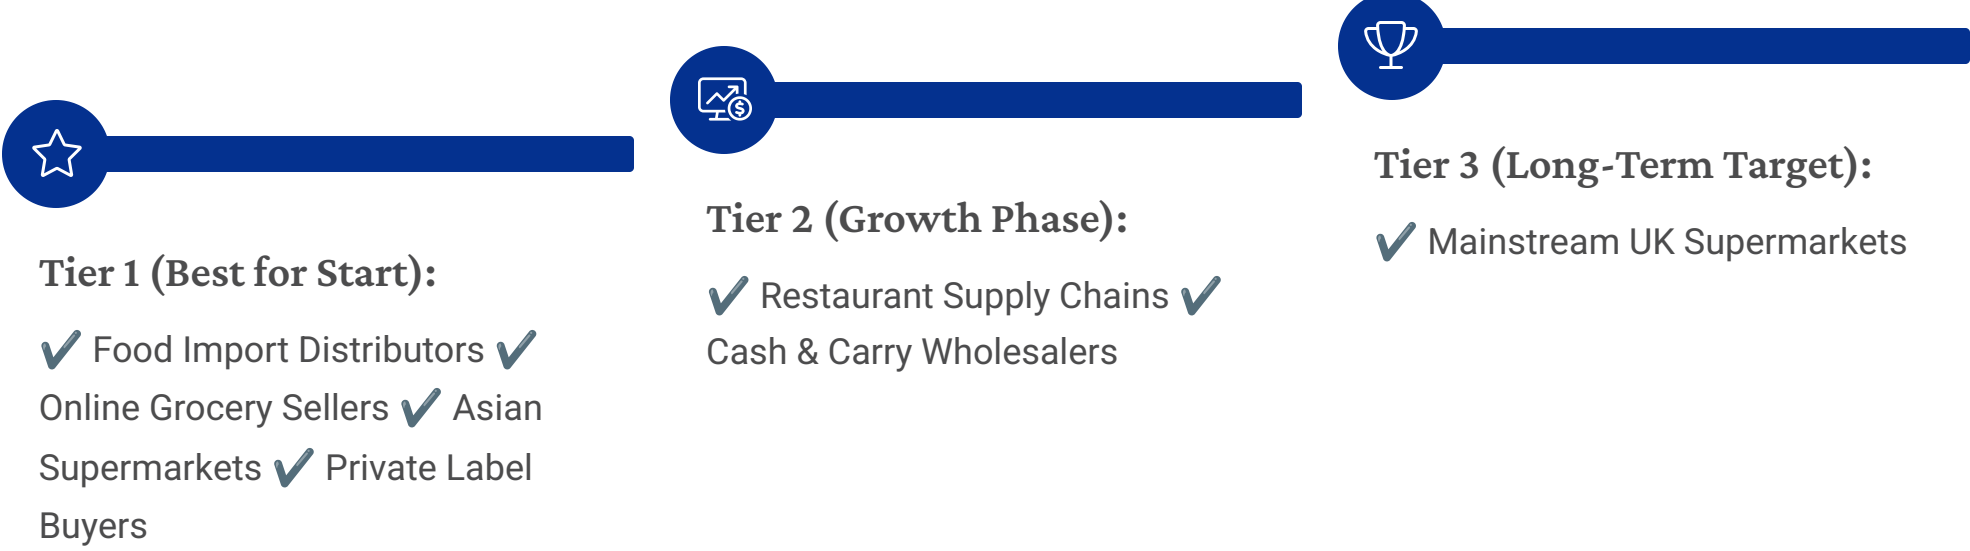 Tier 1 (Best for Start):
✔ Food Import Distributors ✔
Online Grocery Sellers ✔ Asian
Supermarkets ✔ Private Label
Buyers
Tier 2 (Growth Phase):
✔ Restaurant Supply Chains ✔
Cash & Carry Wholesalers
Tier 3 (Long-Term Target):
✔ Mainstream UK Supermarkets